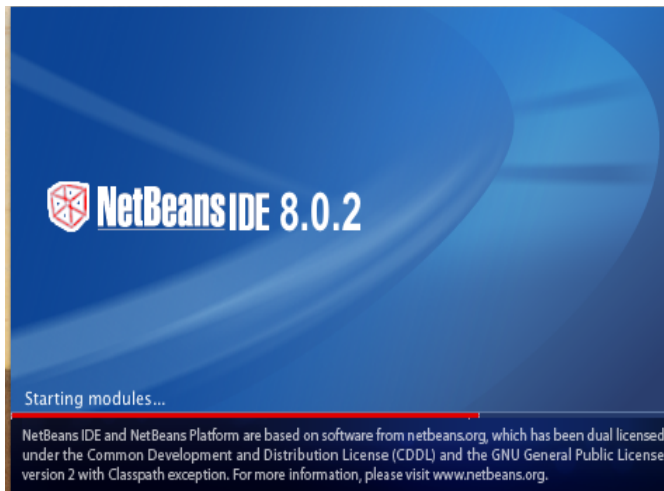 NetBeans IDE 8.0.2
Starting modules...
NetBeans IDE and NetBeans Platform are based on software from netbeans.org, which has been dual licensed
under the Common Development and Distribution License (CDDL) and the GNU General Public License
version 2 with Classpath exception. For more information, please visit www.netbeans.org.